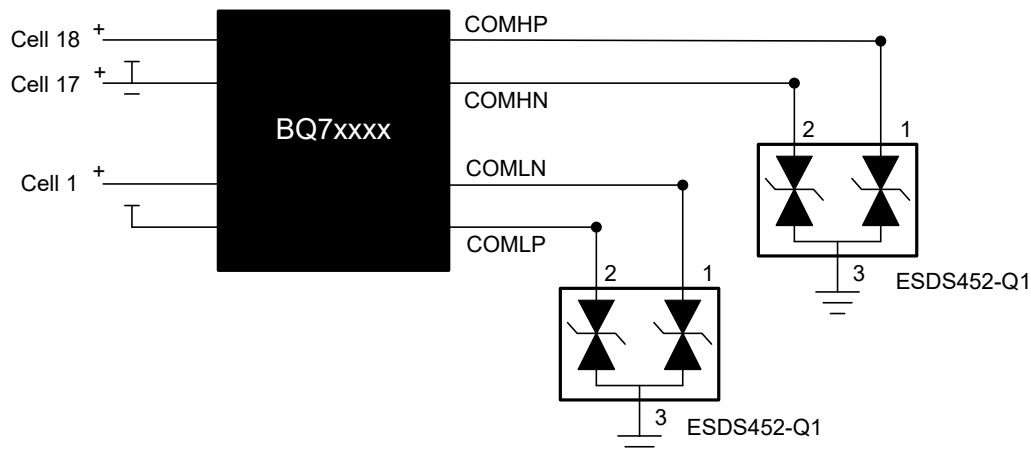 Cell 18 +
Cell 17 +
Cell 1 +
BQ7xxxx
COMHP
COMHN
COMLN
COMLP
2 1
3
ESDS452-Q1
2 1
3
ESDS452-Q1